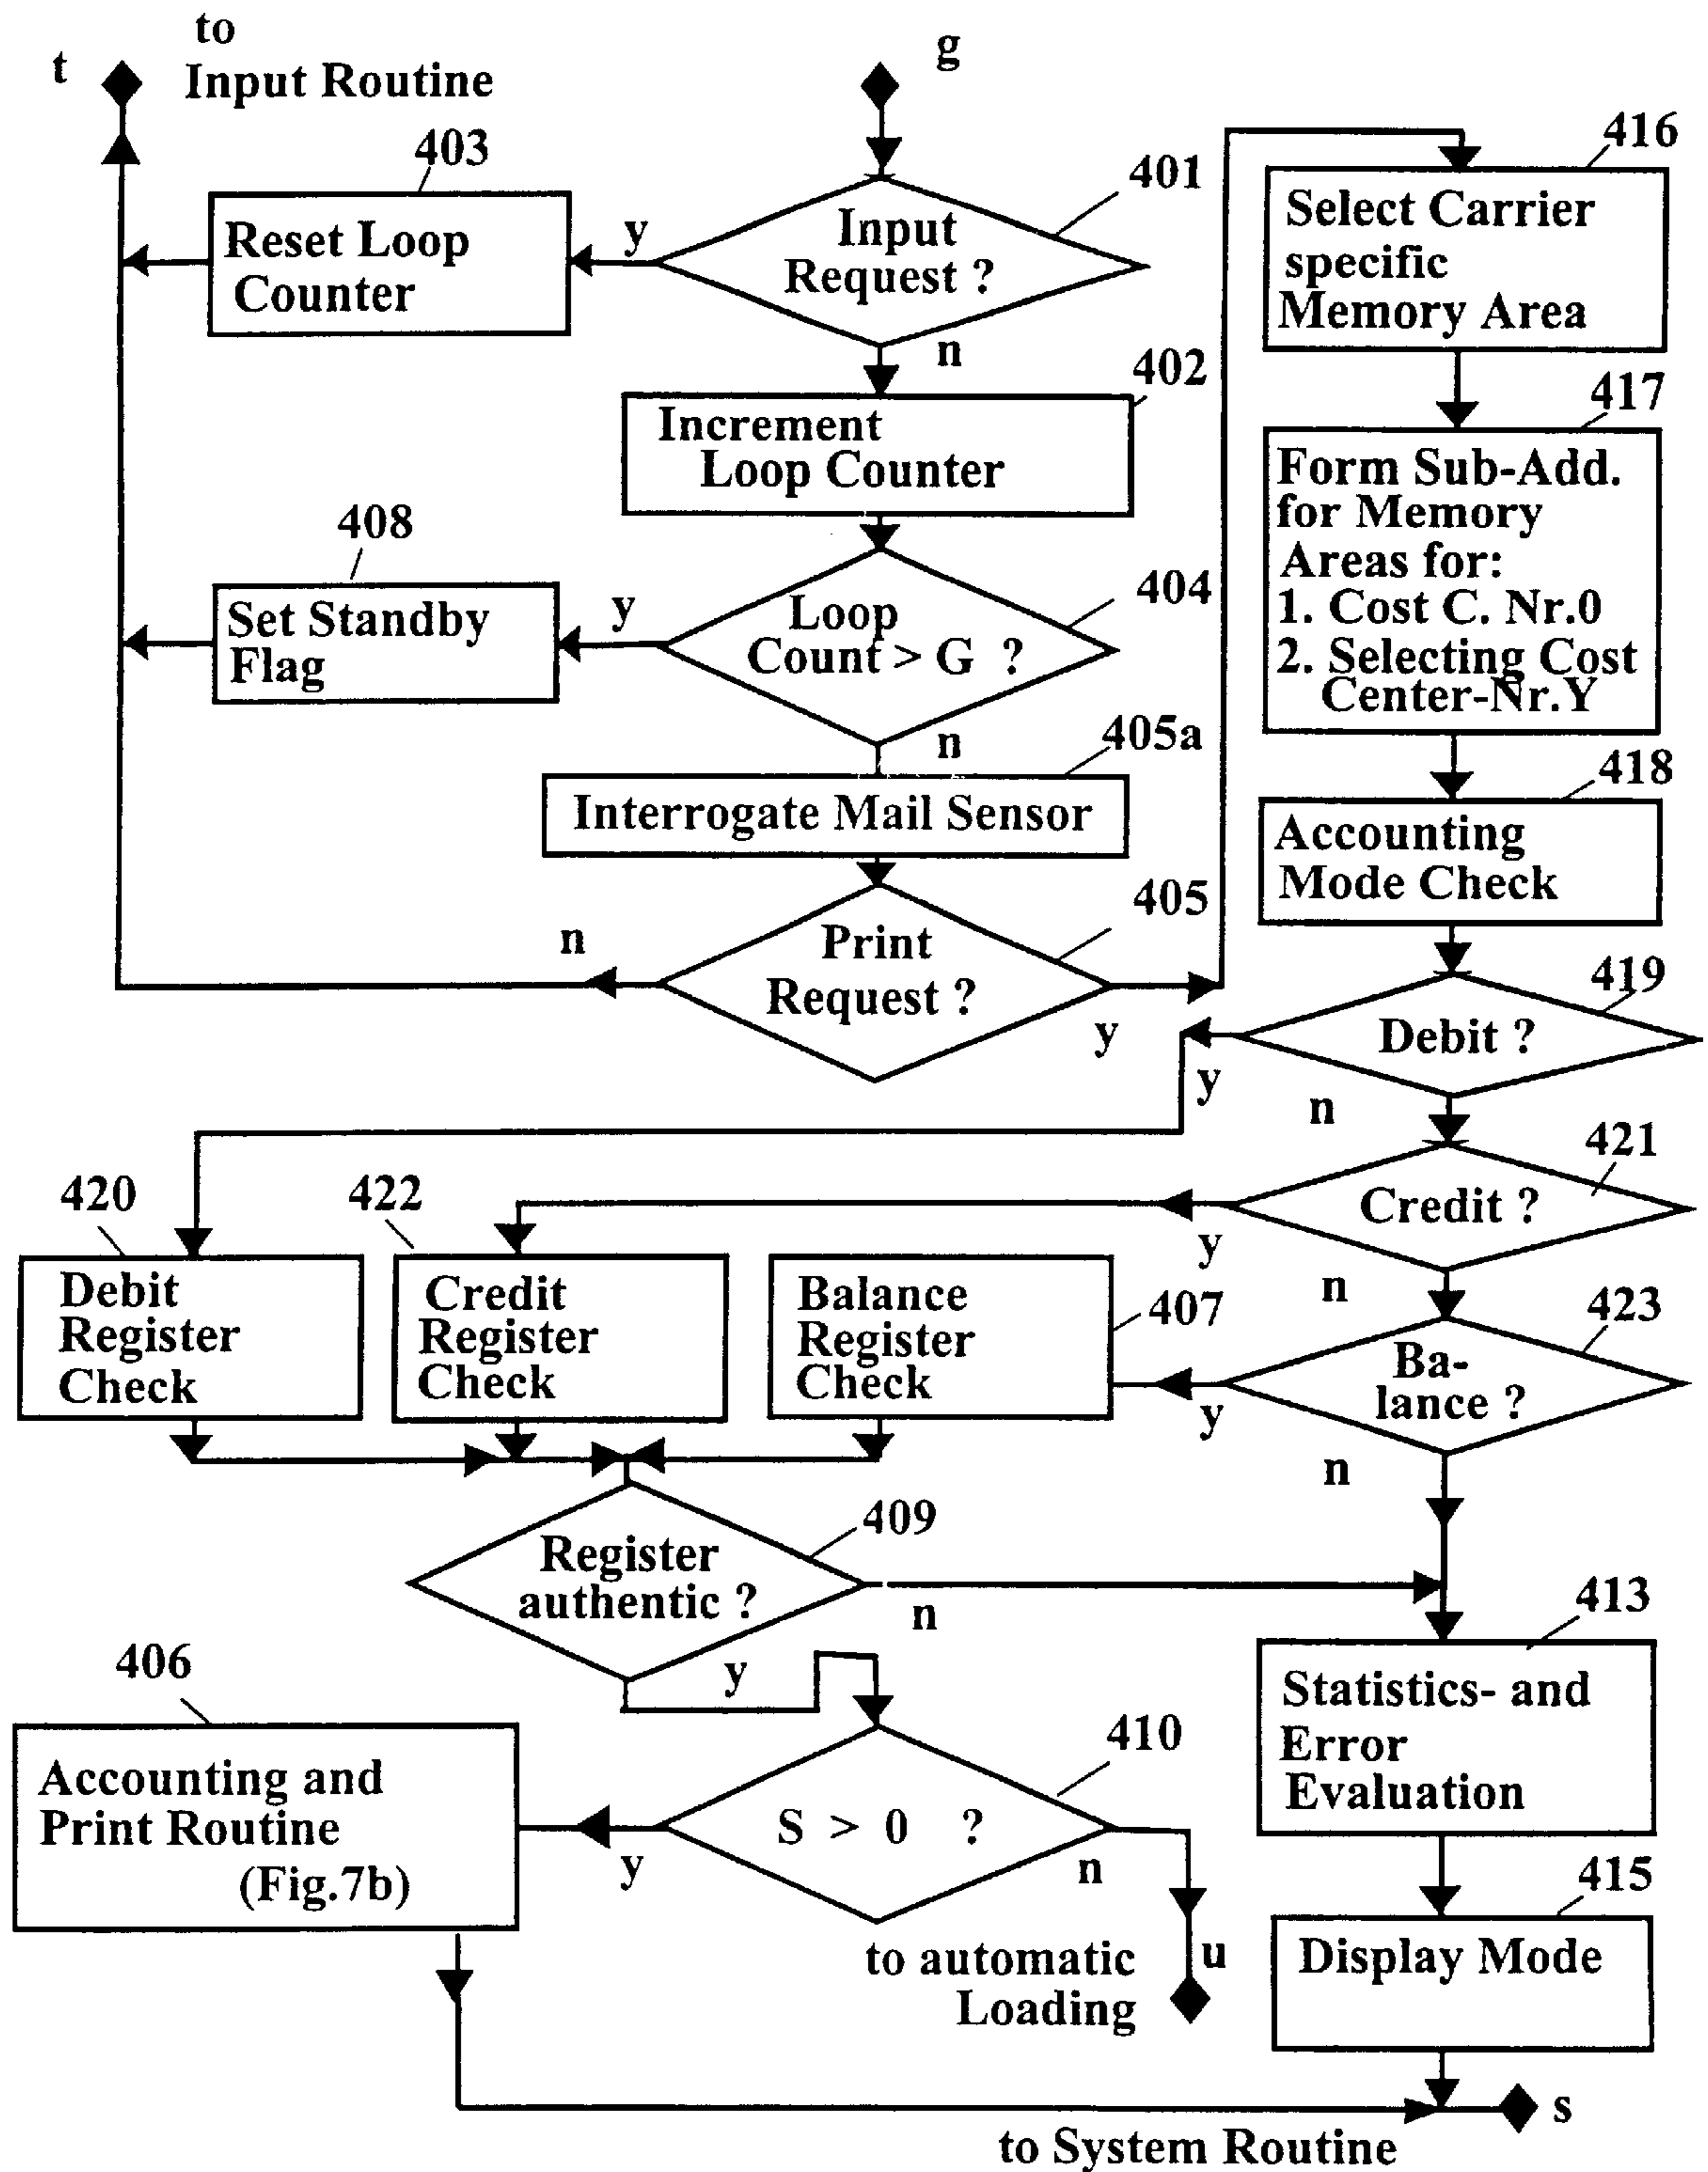 to
t
Input Routine
g
403
416
401
Reset Loop
Counter
y
Input
Request ?
Select Carrier
specific
Memory Area
n
402
417
Increment
Loop Counter
Form Sub-Add.
for Memory
Areas for:
1. Cost C. Nr.0
2. Selecting Cost
Center-Nr.Y
408
404
Set Standby
Flag
y
Loop
Count > G ?
n
405a
418
Interrogate Mail Sensor
Accounting
Mode Check
405
n
Print
Request ?
y
419
Debit ?
y
n
421
420
422
Credit ?
y
n
Debit
Register
Check
Credit
Register
Check
Balance
Register
Check
407
423
Ba-
lance ?
y
n
409
Register
authentic ?
n
413
406
y
Statistics- and
Error
Evaluation
410
Accounting and
Print Routine
(Fig.7b)
S > 0 ?
y
n
415
to automatic
Loading
u
Display Mode
s
to System Routine